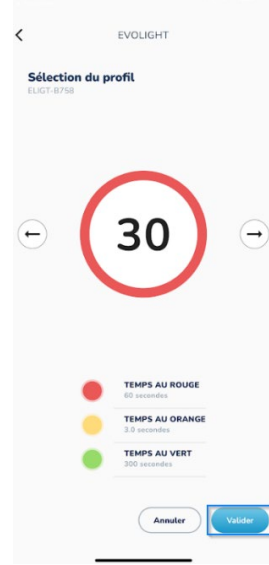 EVOLIGHT
Sélection du profil
ELIGT-B758
30
TEMPS AU ROUGE
60 secondes
TEMPS AU ORANGE
3.0 secondes
TEMPS AU VERT
300 secondes
Annuler Valider